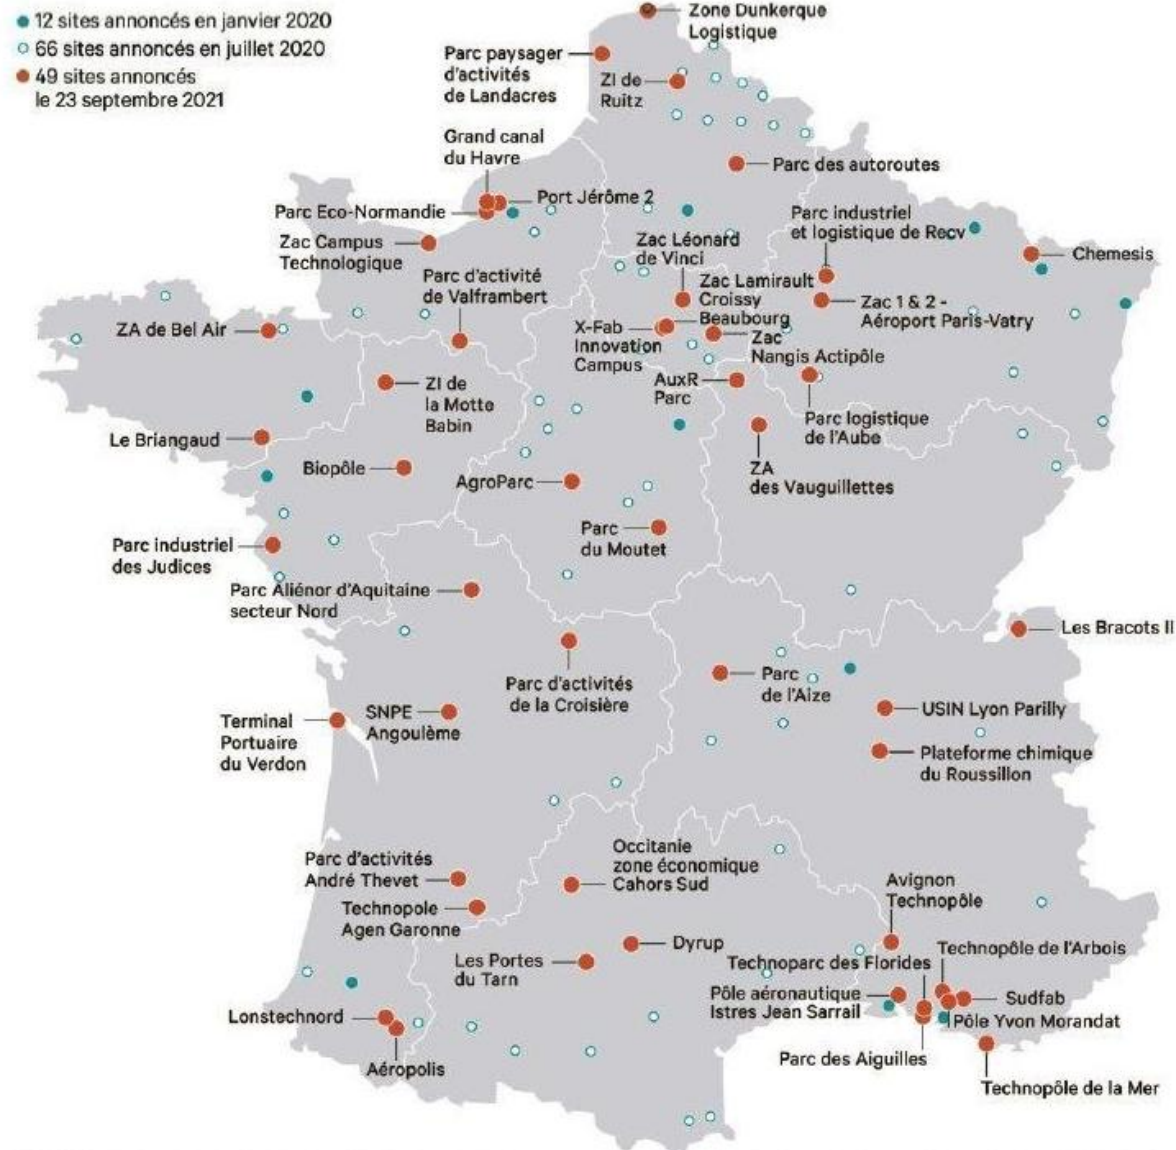 12 sites annoncés en janvier 2020
66 sites annoncés en juillet 2020
49 sites annoncés
le 23 septembre 2021
Zone Dunkerque
Logistique
Parc paysager
d'activités
de Landacres
ZI de
Ruitz
Grand canal
du Havre
Parc des autoroutes
Port Jérôme 2
Parc Eco-Normandie
Zac Campus
Technologique
Parc industriel
et logistique de Recy
Chemesis
Zac Léonard
de Vinci
Parc d'activité
de Valframbert
Zac Lamirault
Croissy
Beaubourg
Zac 1 & 2 -
Aéroport Paris-Vatry
ZA de Bel Air
X-Fab
Innovation
Campus
Zac
Nangis Actipôle
AuxR
Parc
ZI de
la Motte
Babin
Parc logistique
de l'Aube
Le Briangaud
Biopôle
AgroParc
ZA
des Vauguillettes
Parc
du Moutet
Parc industriel
des Judices
Parc Aliénor d'Aquitaine
secteur Nord
Les Bracots II
Parc d'activités
de la Croisière
Parc
de l'Aize
Terminal
Portuaire
du Verdon
SNPE
Angoulème
USIN Lyon Parilly
Plateforme chimique
du Roussillon
Parc d'activités
André Thevet
Occitanie
zone économique
Cahors Sud
Avignon
Technopôle
Technopole
Agen Garonne
Les Portes
du Tarn
Dyrup
Technopôle de l'Arbois
Technoparc des Florides
Pôle aéronautique
Istres Jean Sarrail
Sudfab
Pôle Yvon Morandat
Lonstechnord
Aéropolis
Parc des Aiguilles
Technopôle de la Mer